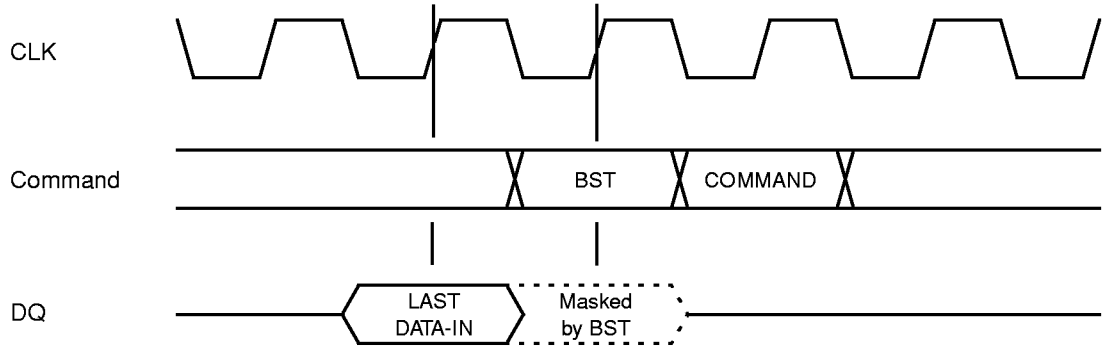 CLK
Command
BST
COMMAND
DQ
LAST
DATA-IN
Masked
by BST